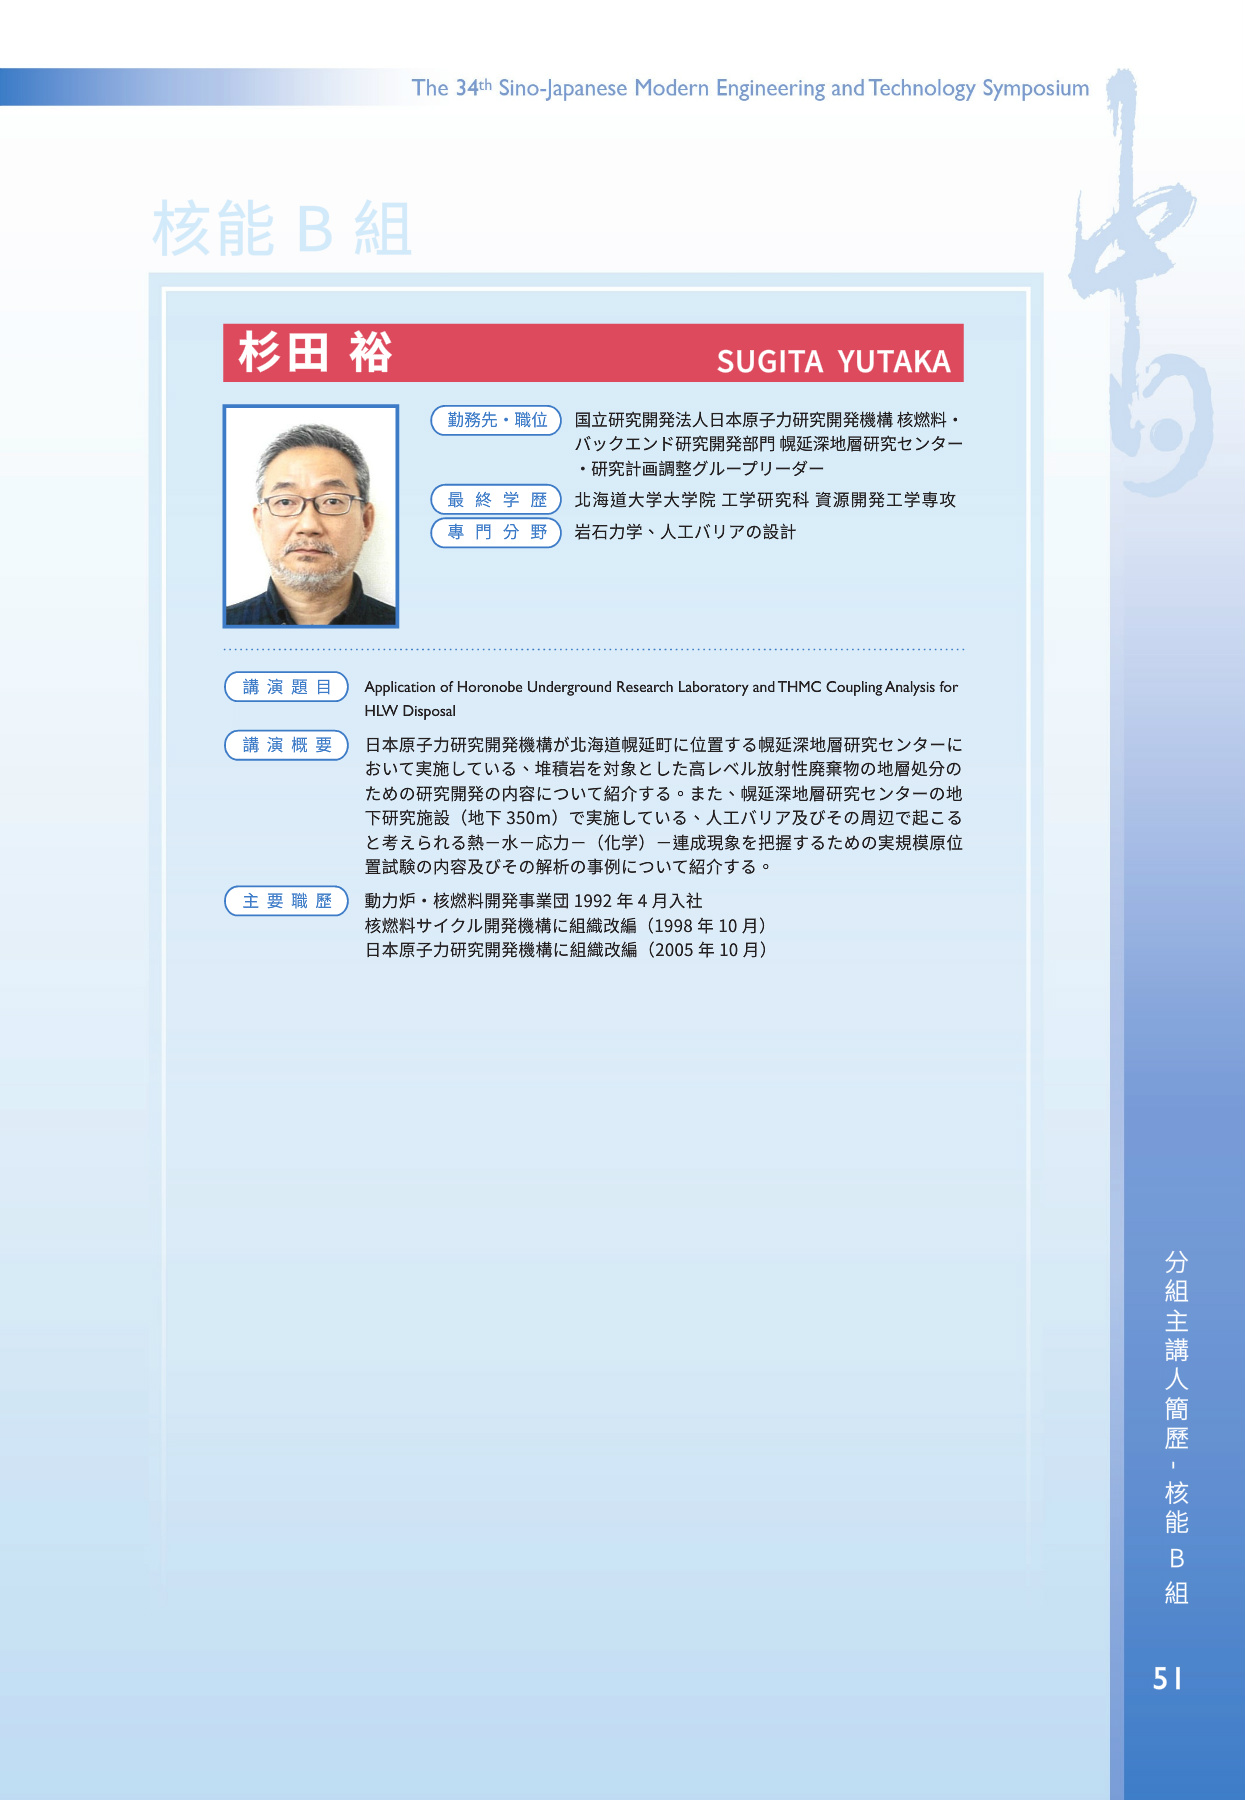 The 34th Sino-Japanese Modern Engineering and Technology Symposium
中日
核能 B 組
杉田 裕 SUGITA YUTAKA
勤務先・職位 国立研究開発法人日本原子力研究開発機構 核燃料・
バックエンド研究開発部門 幌延深地層研究センター
・研究計画調整グループリーダー
最終学歴 北海道大学大学院 工学研究科 資源開発工学専攻
專門分野 岩石力学、人工バリアの設計
講演題目 Application of Horonobe Underground Research Laboratory and THMC Coupling Analysis for
HLW Disposal
講演概要 日本原子力研究開発機構が北海道幌延町に位置する幌延深地層研究センターに
おいて実施している、堆積岩を対象とした高レベル放射性廃棄物の地層処分の
ための研究開発の内容について紹介する。また、幌延深地層研究センターの地
下研究施設（地下 350m）で実施している、人工バリア及びその周辺で起こる
と考えられる熱－水－応力－（化学）－連成現象を把握するための実規模原位
置試験の内容及びその解析の事例について紹介する。
主要職歷 動力炉・核燃料開発事業団 1992 年 4 月入社
核燃料サイクル開発機構に組織改編（1998 年 10 月）
日本原子力研究開発機構に組織改編（2005 年 10 月）
分組主講人簡歷 - 核能 B 組
51